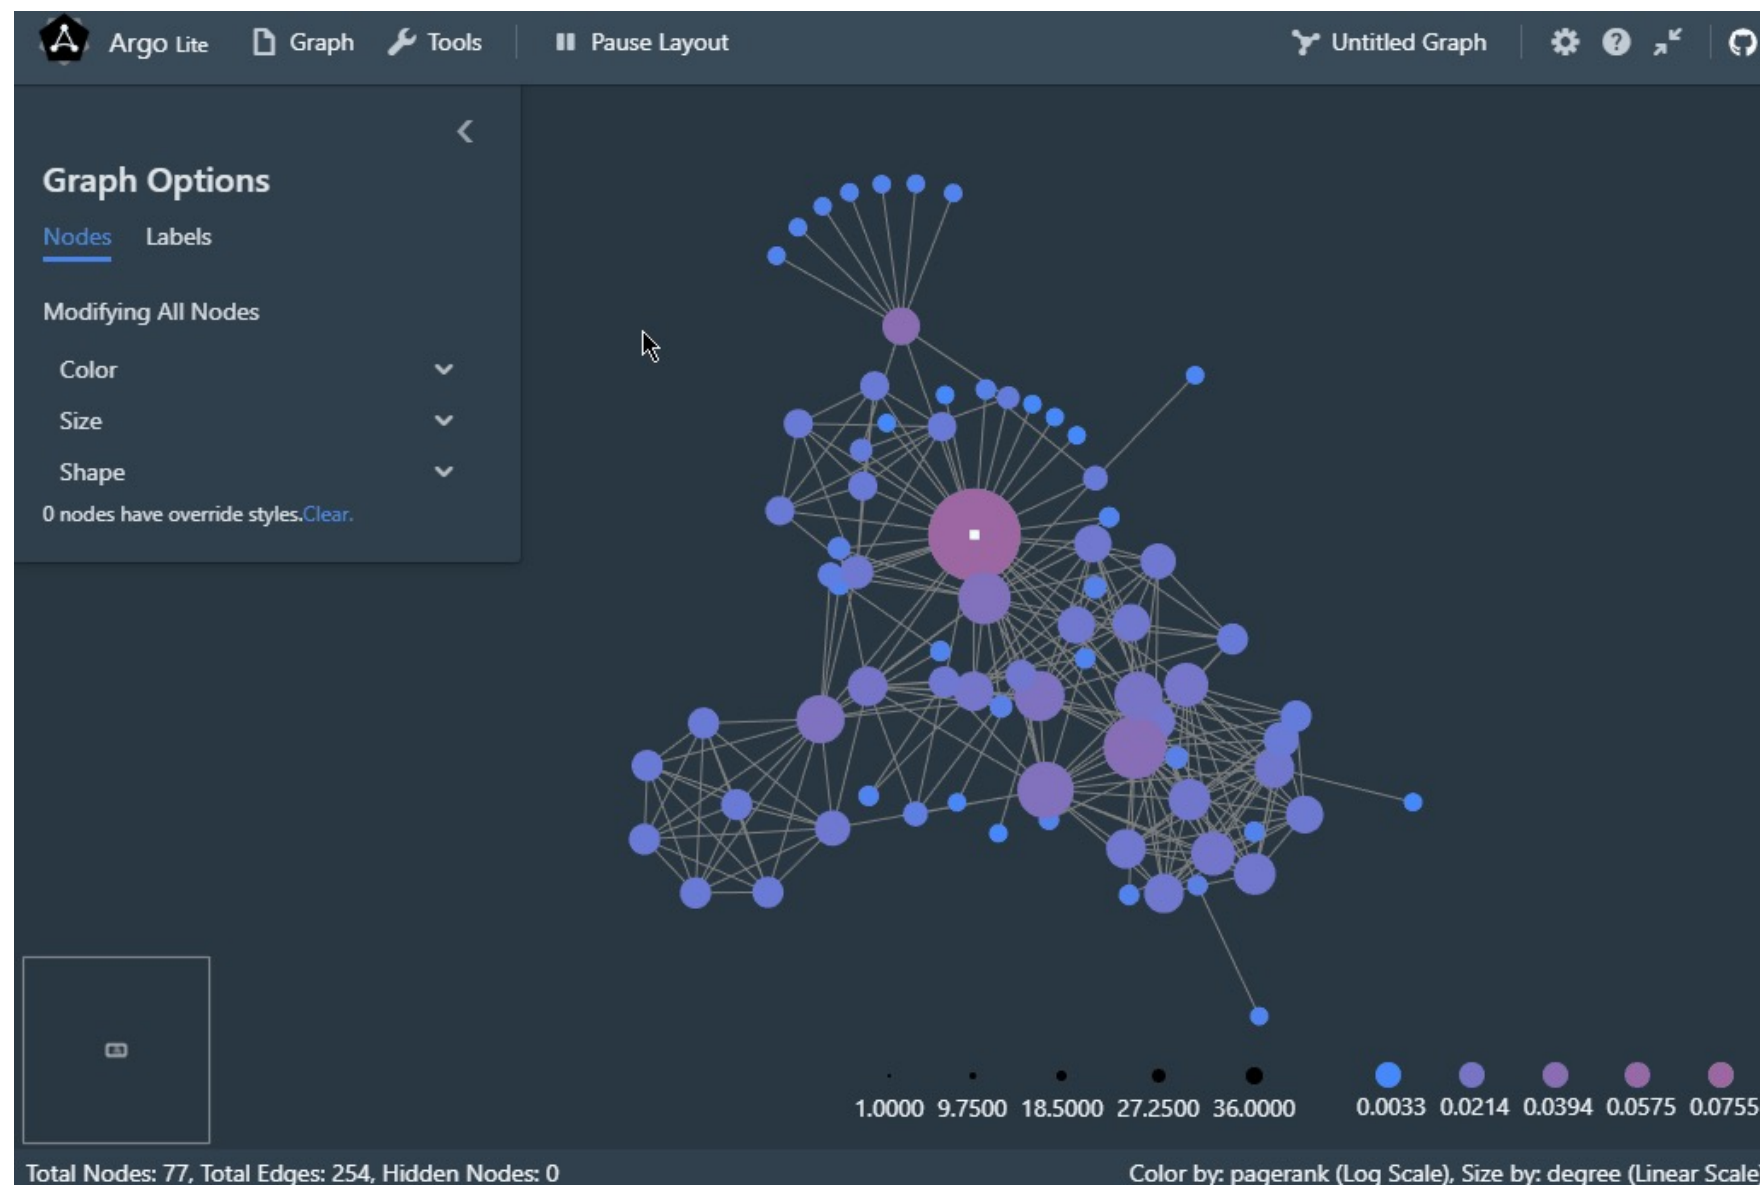 Argo Lite Graph Tools Pause Layout Untitled Graph
Graph Options
Nodes Labels
Modifying All Nodes
Color
Size
Shape
0 nodes have override styles.Clear.
1.0000 9.7500 18.5000 27.2500 36.0000 0.0033 0.0214 0.0394 0.0575 0.0755
Total Nodes: 77, Total Edges: 254, Hidden Nodes: 0 Color by: pagerank (Log Scale), Size by: degree (Linear Scale